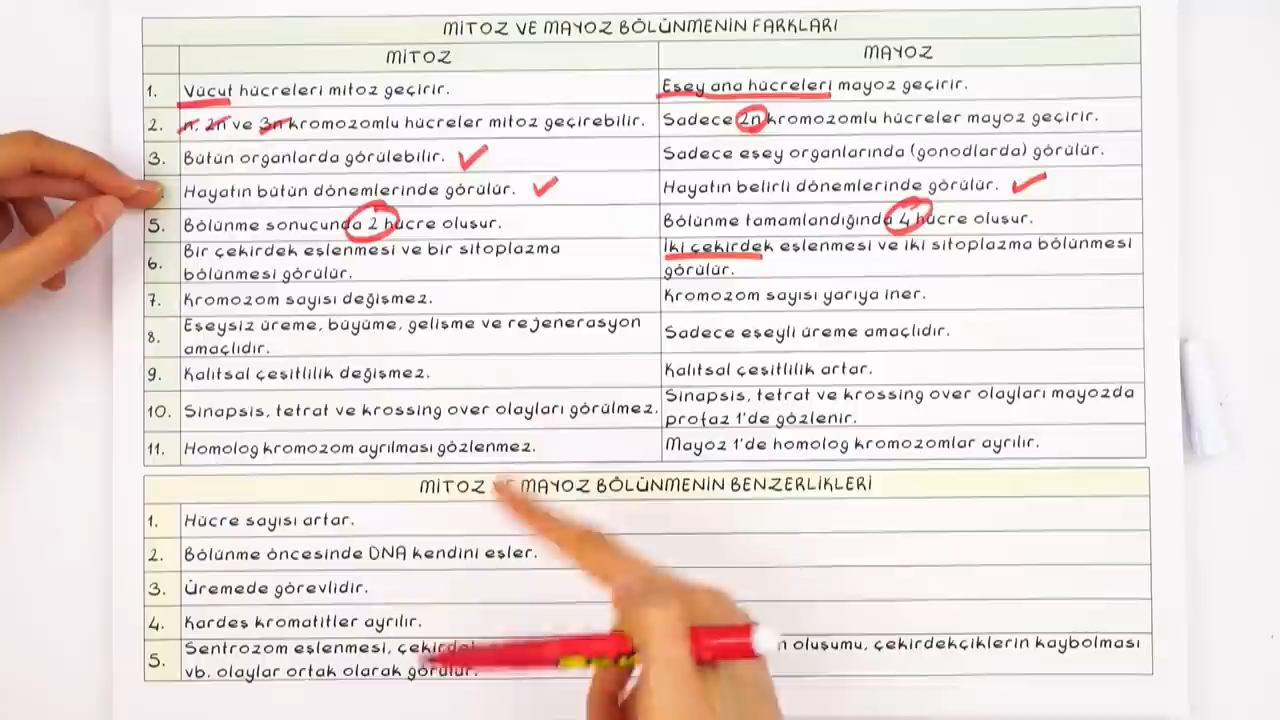 MİTOZ VE MAYOZ BÖLÜNMENİN FARKLARI
MİTOZ
MAYOZ
1. Vücut hücreleri mitoz geçirir.
Eşey ana hücreleri mayoz geçirir.
2. n, 2n ve 3n kromozomlu hücreler mitoz geçirebilir.
Sadece 2n kromozomlu hücreler mayoz geçirir.
3. Bütün organlarda görülebilir.
Sadece eşey organlarında (gonodlarda) görülür.
Hayatın bütün dönemlerinde görülür.
Hayatın belirli dönemlerinde görülür.
5. Bölünme sonucunda 2 hücre oluşur.
Bölünme tamamlandığında 4 hücre oluşur.
6. Bir çekirdek eşlenmesi ve bir sitoplazma
bölünmesi görülür.
İki çekirdek eşlenmesi ve iki sitoplazma bölünmesi
görülür.
7. Kromozom sayısı değişmez.
Kromozom sayısı yarıya iner.
8. Eşeysiz üreme, büyüme, gelişme ve rejenerasyon
amaçlıdır.
Sadece eşeyli üreme amaçlıdır.
9. Kalıtsal çeşitlilik değişmez.
Kalıtsal çeşitlilik artar.
10. Sinapsis, tetrat ve krossing over olayları görülmez.
Sinapsis, tetrat ve krossing over olayları mayozda
profaz 1'de gözlenir.
11. Homolog kromozom ayrılması gözlenmez.
Mayoz 1'de homolog kromozomlar ayrılır.
MİTOZ VE MAYOZ BÖLÜNMENİN BENZERLİKLERİ
1. Hücre sayısı artar.
2. Bölünme öncesinde DNA kendini eşler.
3. Üremede görevlidir.
4. Kardeş kromatitler ayrılır.
5. Sentrozom eşlenmesi, oluşumu, çekirdekçiklerin kaybolması
vb. olaylar ortak olarak görülür.